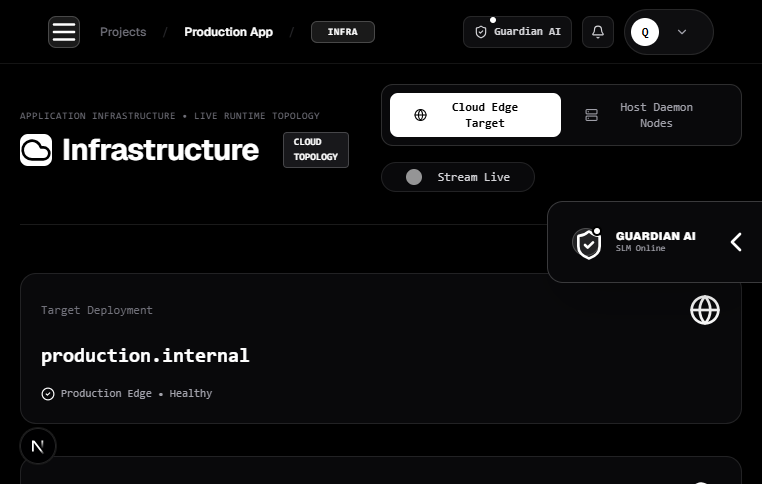 Projects / Production App / INFRA
Guardian AI
Q
APPLICATION INFRASTRUCTURE • LIVE RUNTIME TOPOLOGY
Infrastructure
CLOUD
TOPOLOGY
Cloud Edge
Target
Host Daemon
Nodes
Stream Live
GUARDIAN AI
SLM Online
Target Deployment
production.internal
Production Edge • Healthy
N